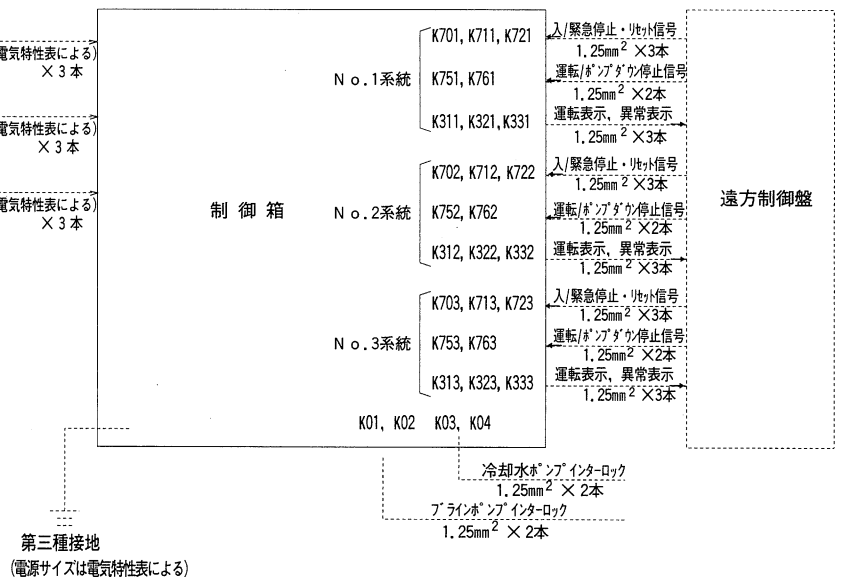 電気特性表による)
×3本
電気特性表による)
×3本
電気特性表による)
×3本
制御箱
No.1系統
K701, K711, K721
K751, K761
K311, K321, K331
No.2系統
K702, K712, K722
K752, K762
K312, K322, K332
No.3系統
K703, K713, K723
K753, K763
K313, K323, K333
K01, K02 K03, K04
入/緊急停止・リセット信号
1.25mm² ×3本
運転/ポンプダウン停止信号
1.25mm² ×2本
運転表示, 異常表示
1.25mm² ×3本
入/緊急停止・リセット信号
1.25mm² ×3本
運転/ポンプダウン停止信号
1.25mm² ×2本
運転表示, 異常表示
1.25mm² ×3本
入/緊急停止・リセット信号
1.25mm² ×3本
運転/ポンプダウン停止信号
1.25mm² ×2本
運転表示, 異常表示
1.25mm² ×3本
遠方制御盤
冷却水ポンプインターロック
1.25mm² ×2本
ブラインポンプインターロック
1.25mm² ×2本
第三種接地
(電源サイズは電気特性表による)